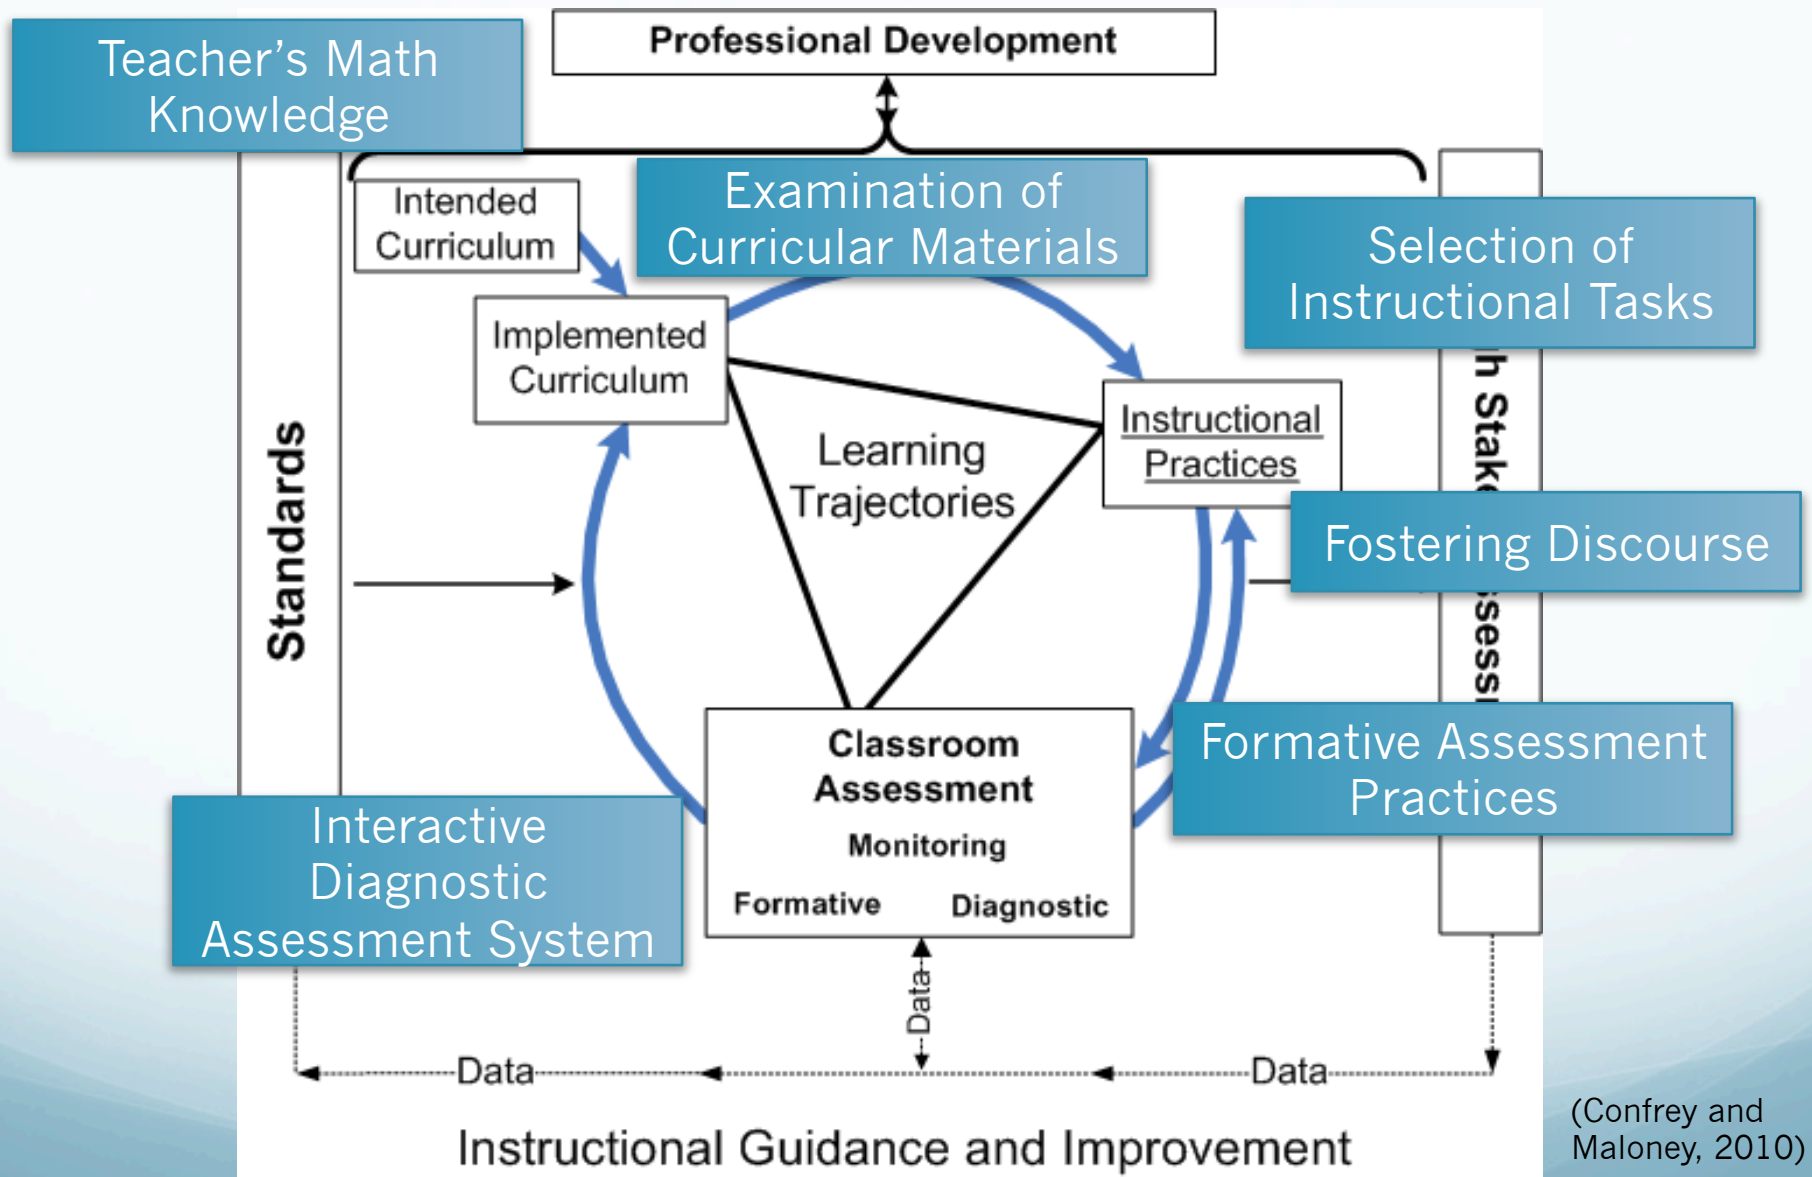 Teacher's Math
Knowledge
Professional Development
Intended
Curriculum
Examination of
Curricular Materials
Selection of
Instructional Tasks
Implemented
Curriculum
Instructional
Practices
Learning
Trajectories
Standards
Fostering Discourse
Classroom
Assessment
Monitoring
Formative
Diagnostic
Formative Assessment
Practices
Interactive
Diagnostic
Assessment System
Data
Data
Data
Instructional Guidance and Improvement
(Confrey and
Maloney, 2010)